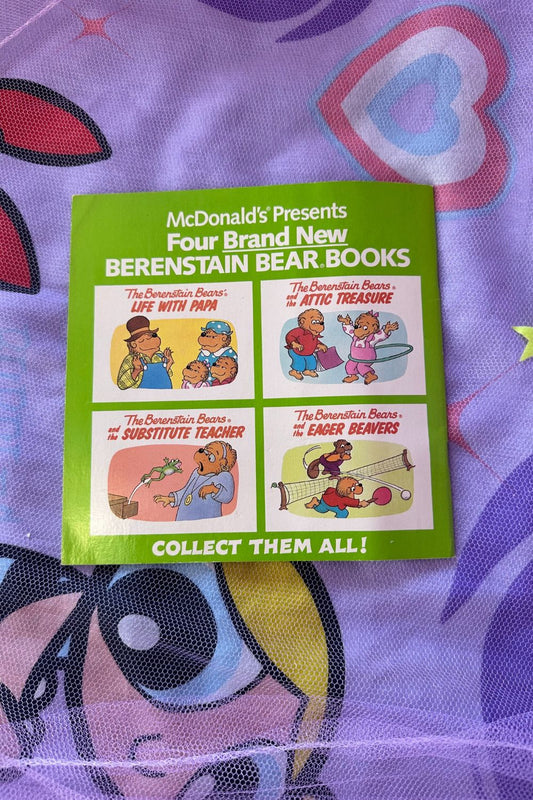 McDonald's® Presents
Four Brand New
BERENSTAIN BEAR® BOOKS
The Berenstain Bears'®
LIFE WITH PAPA
The Berenstain Bears®
and the ATTIC TREASURE
The Berenstain Bears®
and the SUBSTITUTE TEACHER
The Berenstain Bears®
and the EAGER BEAVERS
COLLECT THEM ALL!